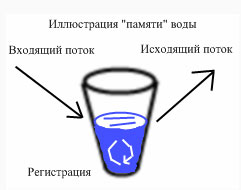 Иллюстрация "памяти" воды
Входящий поток
Исходящий поток
Регистрация